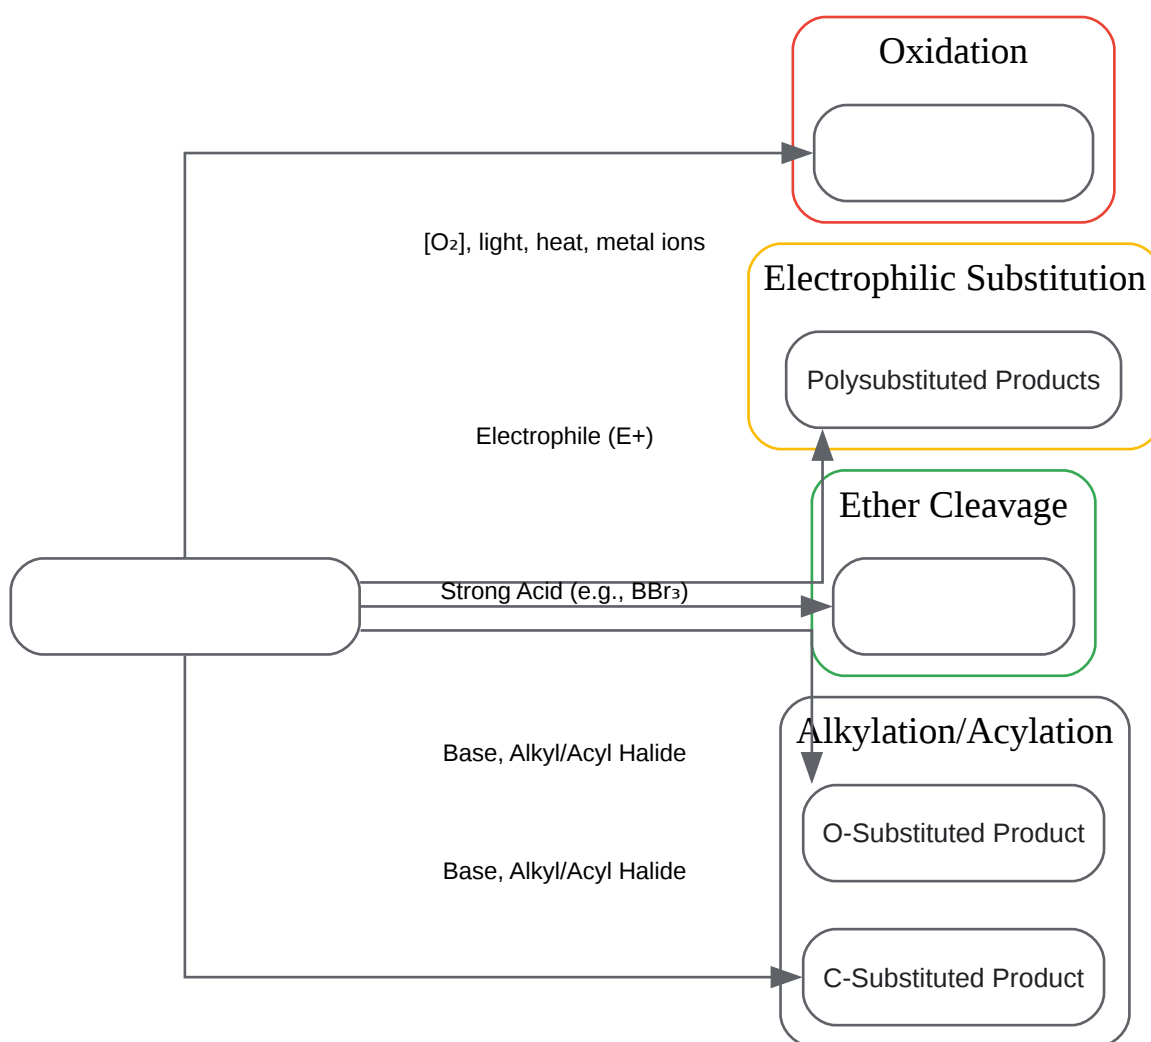 Oxidation
[O₂], light, heat, metal ions
Electrophilic Substitution
Polysubstituted Products
Electrophile (E+)
Ether Cleavage
Strong Acid (e.g., BBr₃)
Alkylation/Acylation
Base, Alkyl/Acyl Halide
O-Substituted Product
Base, Alkyl/Acyl Halide
C-Substituted Product